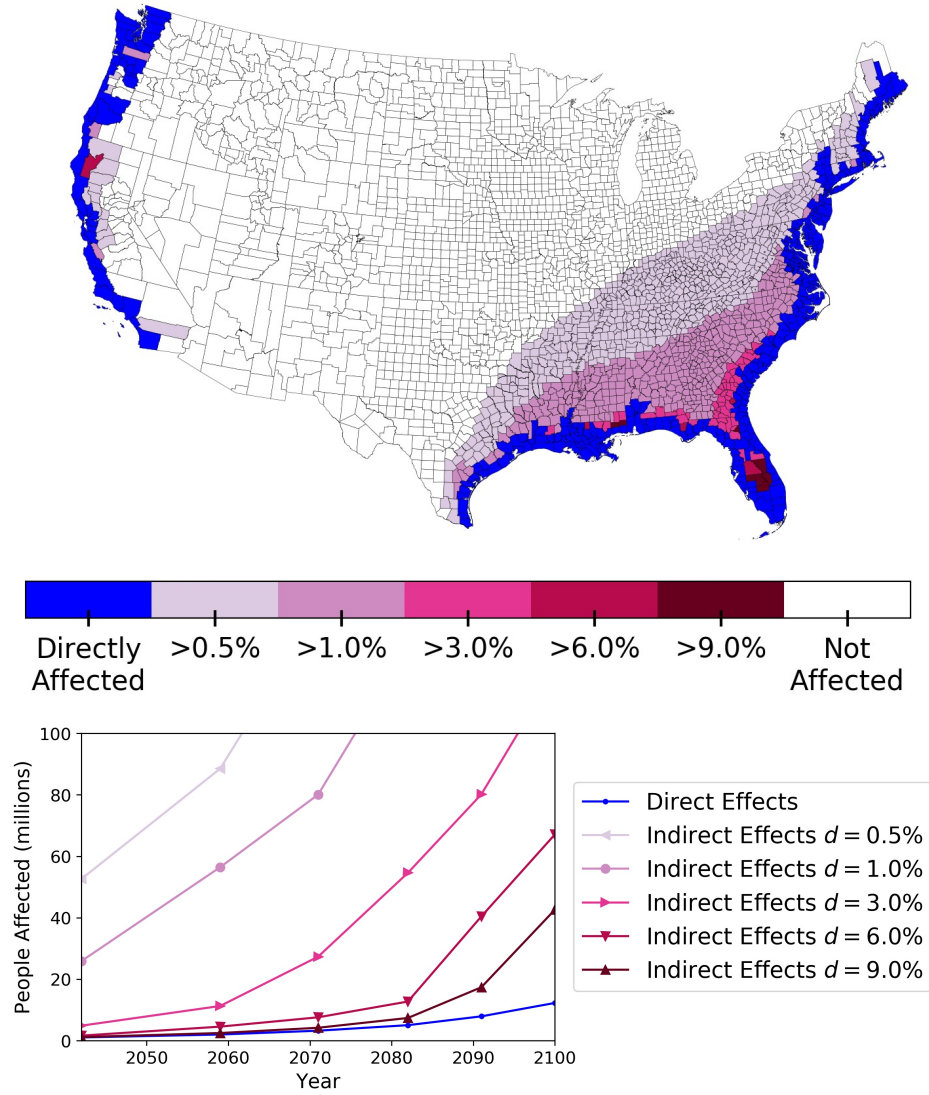 Directly
Affected
>0.5%
>1.0%
>3.0%
>6.0%
>9.0%
Not
Affected
People Affected (millions)
100
80
60
40
20
0
2050
2060
2070
2080
2090
2100
Year
Direct Effects
Indirect Effects d = 0.5%
Indirect Effects d = 1.0%
Indirect Effects d = 3.0%
Indirect Effects d = 6.0%
Indirect Effects d = 9.0%